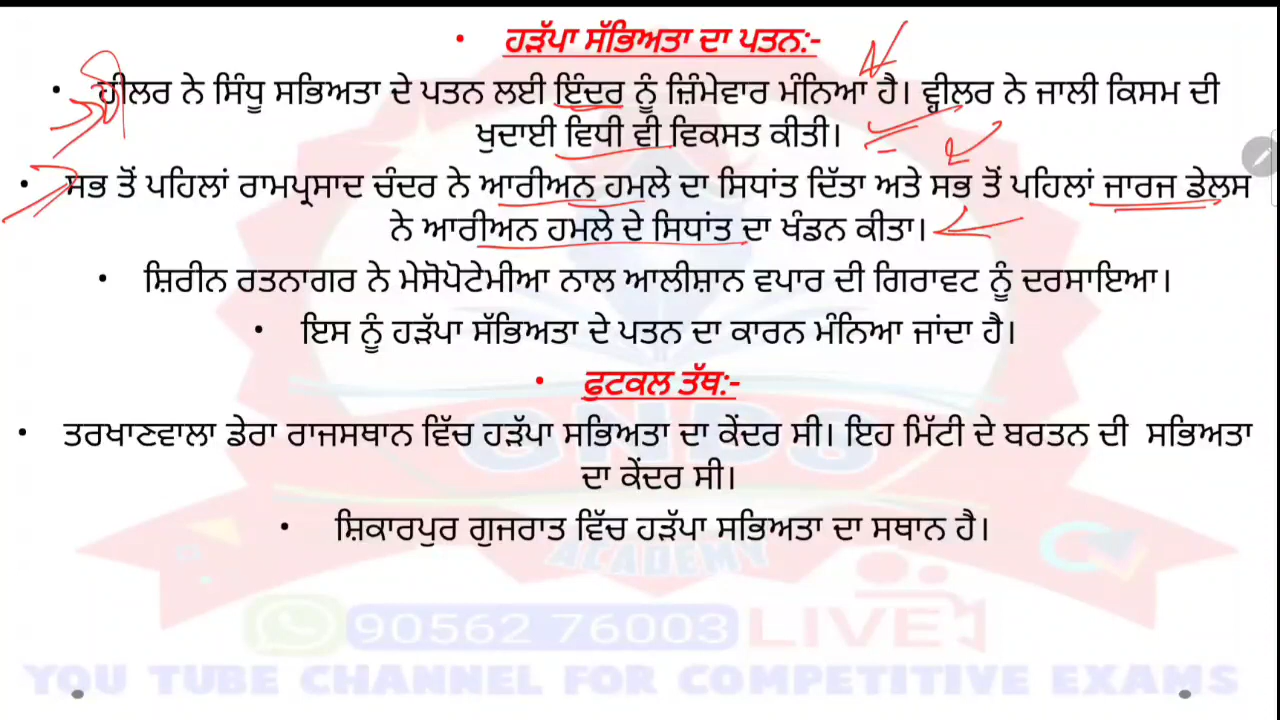 • ਹੜੱਪਾ ਸੱਭਿਅਤਾ ਦਾ ਪਤਨ:-
• ਹੀਲਰ ਨੇ ਸਿੰਧੂ ਸਭਿਅਤਾ ਦੇ ਪਤਨ ਲਈ ਇੰਦਰ ਨੂੰ ਜ਼ਿੰਮੇਵਾਰ ਮੰਨਿਆ ਹੈ। ਵ੍ਹੀਲਰ ਨੇ ਜਾਲੀ ਕਿਸਮ ਦੀ
ਖੁਦਾਈ ਵਿਧੀ ਵੀ ਵਿਕਸਤ ਕੀਤੀ।
• ਸਭ ਤੋਂ ਪਹਿਲਾਂ ਰਾਮਪ੍ਰਸਾਦ ਚੰਦਰ ਨੇ ਆਰੀਅਨ ਹਮਲੇ ਦਾ ਸਿਧਾਂਤ ਦਿੱਤਾ ਅਤੇ ਸਭ ਤੋਂ ਪਹਿਲਾਂ ਜਾਰਜ ਡੇਲਸ
ਨੇ ਆਰੀਅਨ ਹਮਲੇ ਦੇ ਸਿਧਾਂਤ ਦਾ ਖੰਡਨ ਕੀਤਾ।
• ਸ਼ਿਰੀਨ ਰਤਨਾਗਰ ਨੇ ਮੇਸੋਪੋਟੇਮੀਆ ਨਾਲ ਆਲੀਸ਼ਾਨ ਵਪਾਰ ਦੀ ਗਿਰਾਵਟ ਨੂੰ ਦਰਸਾਇਆ।
• ਇਸ ਨੂੰ ਹੜੱਪਾ ਸੱਭਿਅਤਾ ਦੇ ਪਤਨ ਦਾ ਕਾਰਨ ਮੰਨਿਆ ਜਾਂਦਾ ਹੈ।
• ਫੁਟਕਲ ਤੱਥ:-
• ਤਰਖਾਣਵਾਲਾ ਡੇਰਾ ਰਾਜਸਥਾਨ ਵਿੱਚ ਹੜੱਪਾ ਸਭਿਅਤਾ ਦਾ ਕੇਂਦਰ ਸੀ। ਇਹ ਮਿੱਟੀ ਦੇ ਬਰਤਨ ਦੀ ਸਭਿਅਤਾ
ਦਾ ਕੇਂਦਰ ਸੀ।
• ਸ਼ਿਕਾਰਪੁਰ ਗੁਜਰਾਤ ਵਿੱਚ ਹੜੱਪਾ ਸਭਿਅਤਾ ਦਾ ਸਥਾਨ ਹੈ।
GNDG
ACADEMY
90562 76003 LIVE
YOU TUBE CHANNEL FOR COMPETITIVE EXAMS